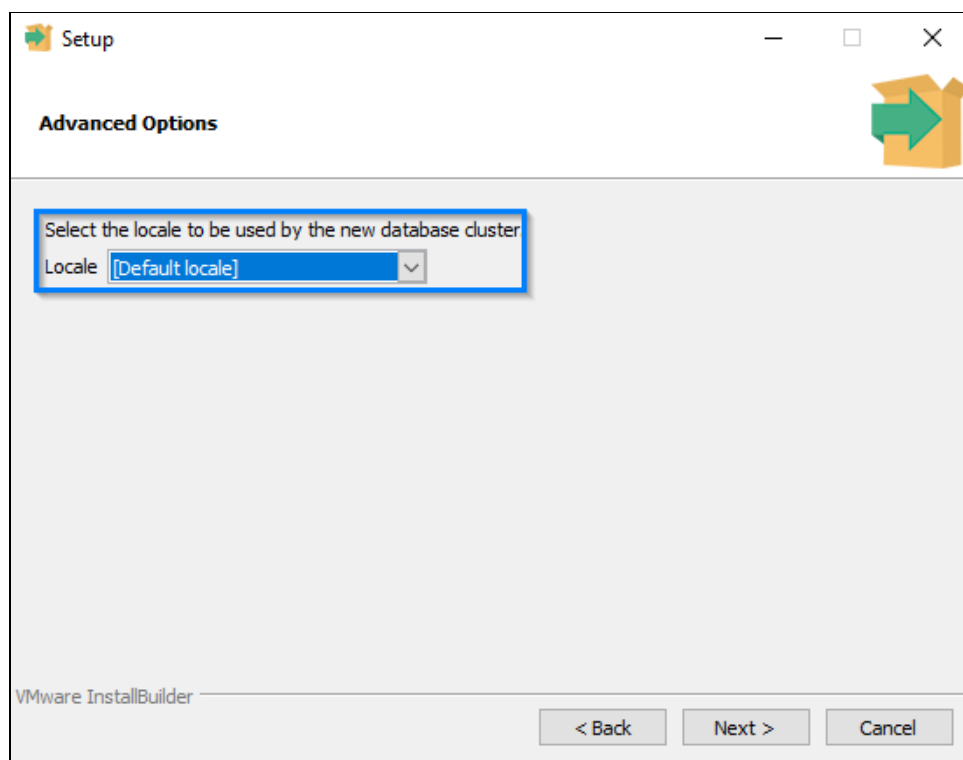 Setup
Advanced Options
Select the locale to be used by the new database cluster.
Locale [Default locale]
VMware InstallBuilder
< Back Next > Cancel